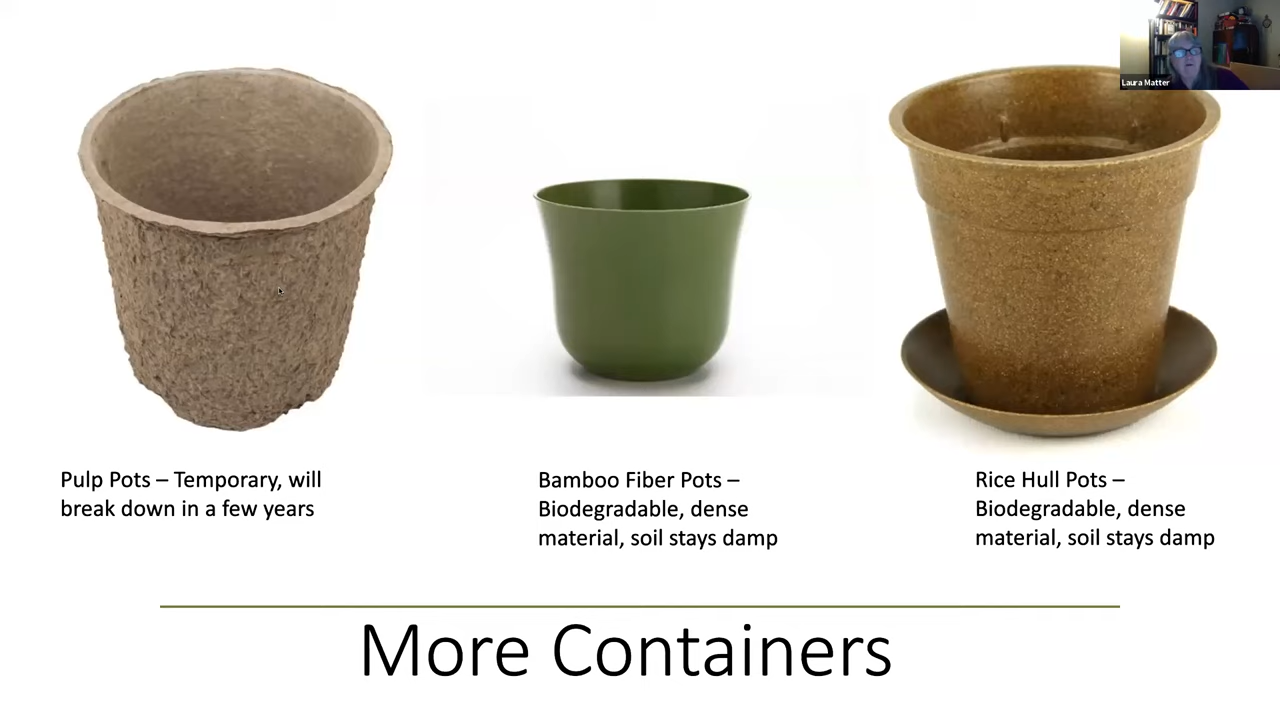 Laura Matter
Pulp Pots – Temporary, will
break down in a few years
Bamboo Fiber Pots –
Biodegradable, dense
material, soil stays damp
Rice Hull Pots –
Biodegradable, dense
material, soil stays damp
More Containers